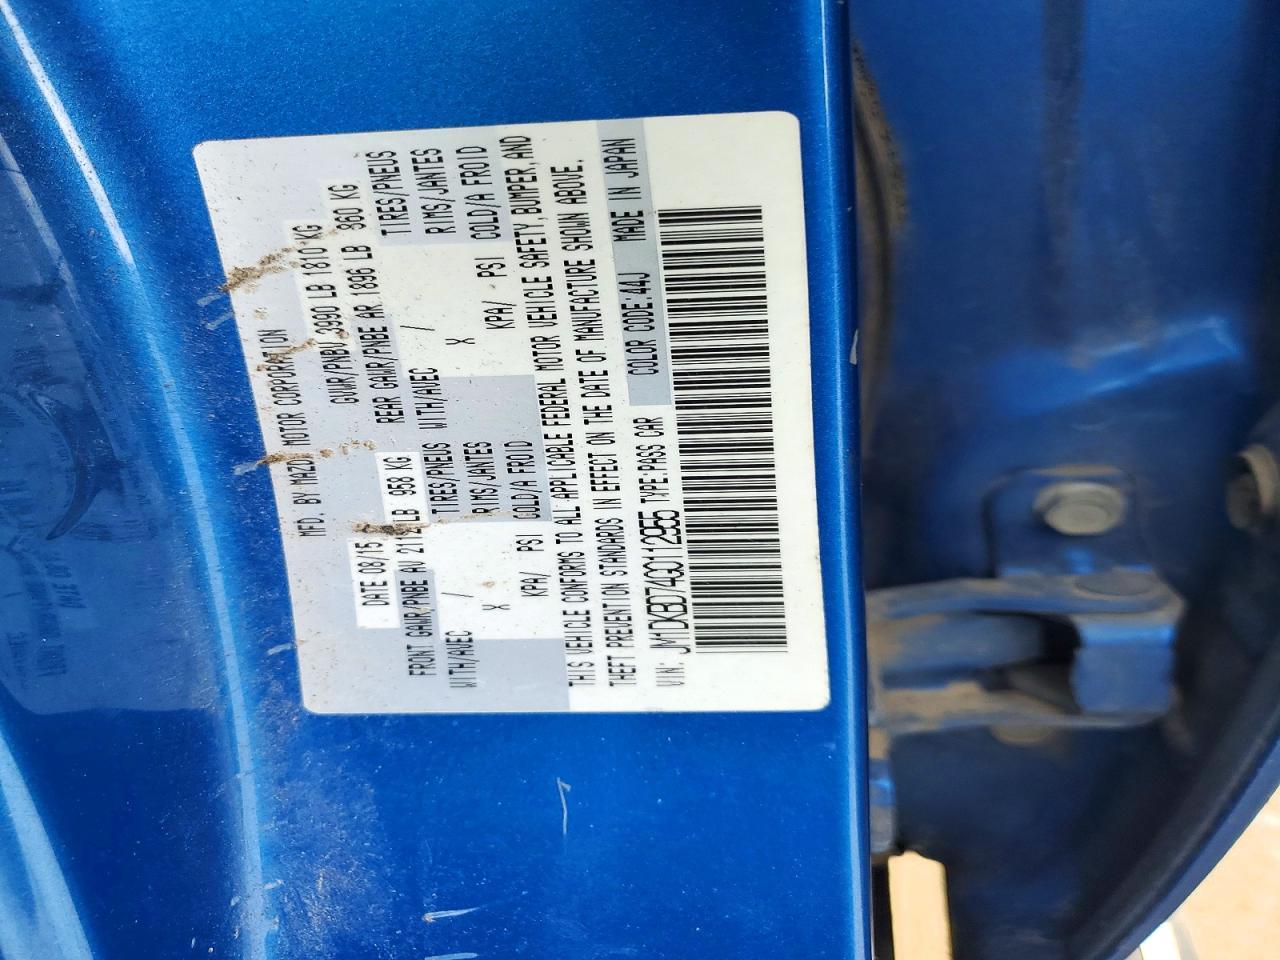 MFD. BY MAZDA MOTOR CORPORATION
DATE 08/15 GVWR/PNBV 3990 LB 1810 KG
FRONT GAWR/PNBE AV LB 958 KG REAR GAWR/PNBE AR 1896 LB 860 KG
WITH/AVEC / TIRES/PNEUS WITH/AVEC / TIRES/PNEUS
X RIMS/JANTES X RIMS/JANTES
KPA/ PSI COLD/A FROID KPA/ PSI COLD/A FROID
THIS VEHICLE CONFORMS TO ALL APPLICABLE FEDERAL MOTOR VEHICLE SAFETY,BUMPER,AND
THEFT PREVENTION STANDARDS IN EFFECT ON THE DATE OF MANUFACTURE SHOWN ABOVE.
VIN: JM1DKBD74G0112955 TYPE:PASS CAR COLOR CODE:44J MADE IN JAPAN